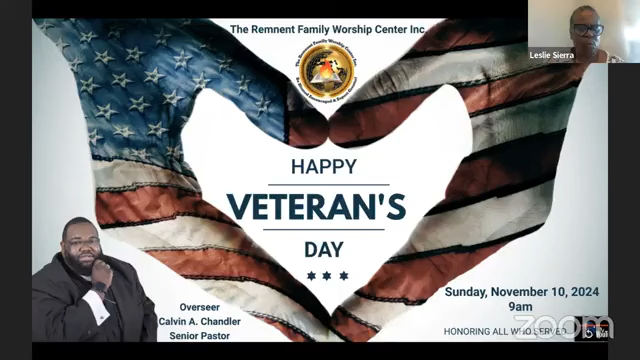 The Remnent Family Worship Center Inc.
Leslie Sierra
HAPPY
VETERAN'S
DAY
Overseer
Calvin A. Chandler
Senior Pastor
Sunday, November 10, 2024
9am
HONORING ALL WHO SERVED
zoom